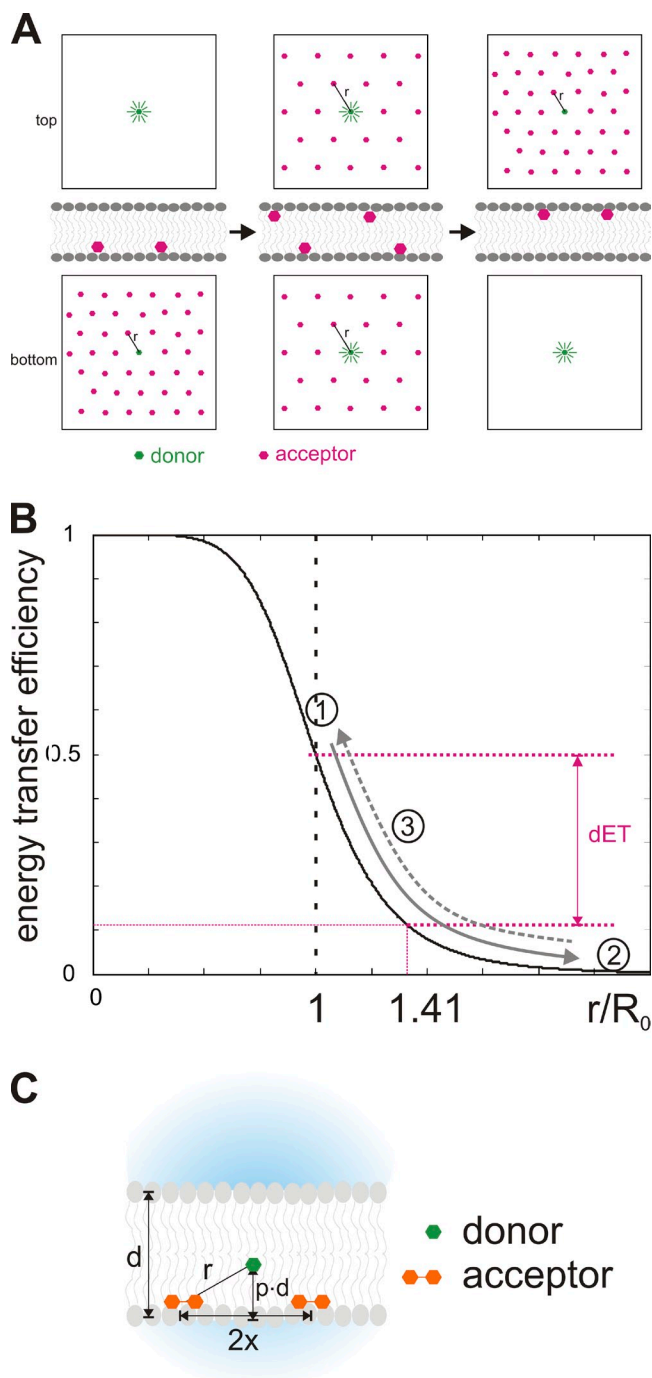 A
top
r
r
r
r
bottom
donor
acceptor
B
1
energy transfer efficiency
0.5
0
1
3
2
dET
0
1
1.41
r/R0
C
d
r
p·d
2x
donor
acceptor